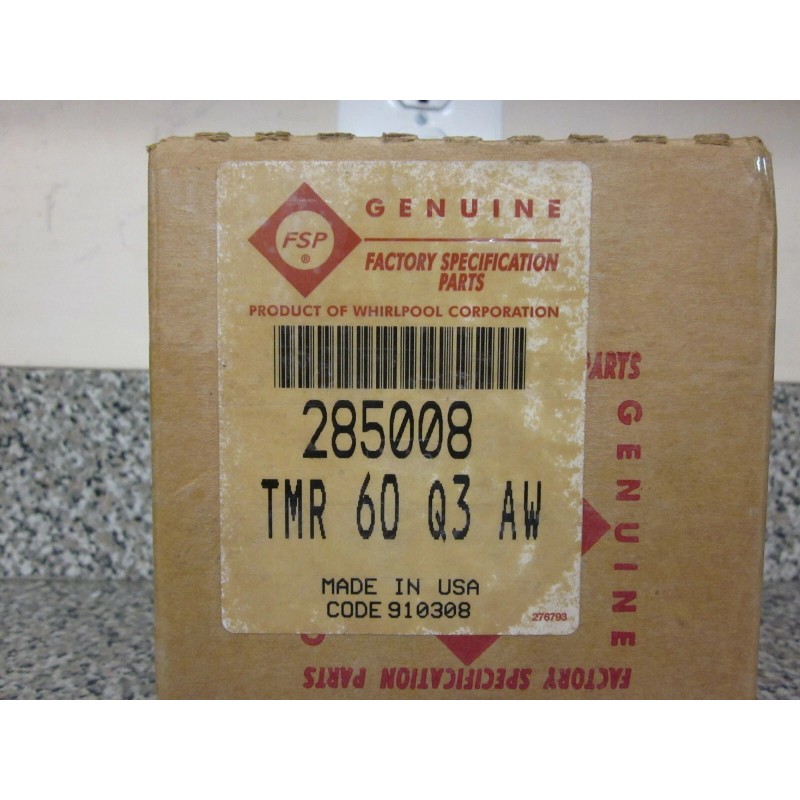 GENUINE
FSP
®
FACTORY SPECIFICATION
PARTS
PRODUCT OF WHIRLPOOL CORPORATION
285008
TMR 60 Q3 AW
MADE IN USA
CODE 910308
276793
PARTS
GENUINE
FACTORY SPECIFICATION PARTS